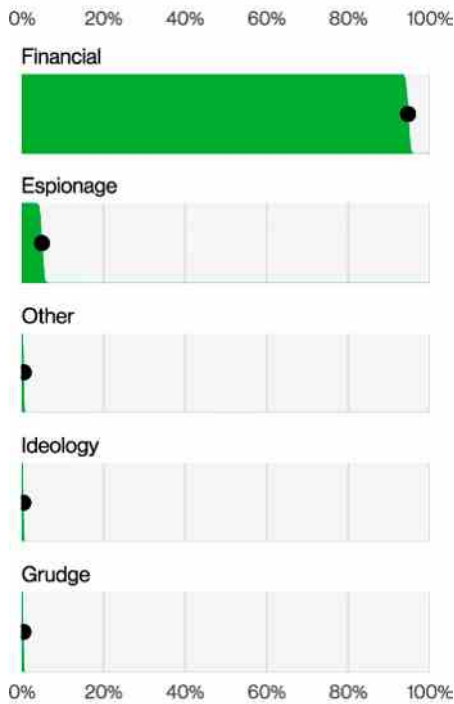 0% 20% 40% 60% 80% 100%
Financial
Espionage
Other
Ideology
Grudge
0% 20% 40% 60% 80% 100%